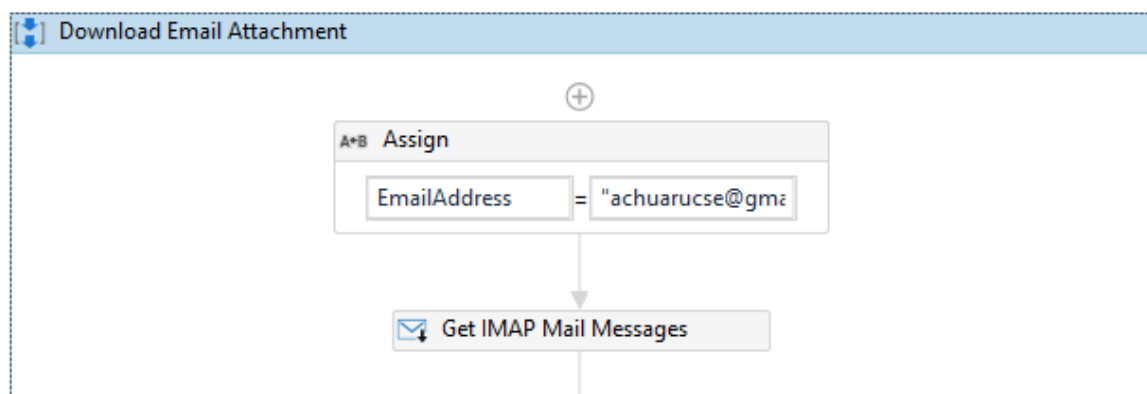 Download Email Attachment
A+B Assign
EmailAddress = "achuarucse@gma
Get IMAP Mail Messages